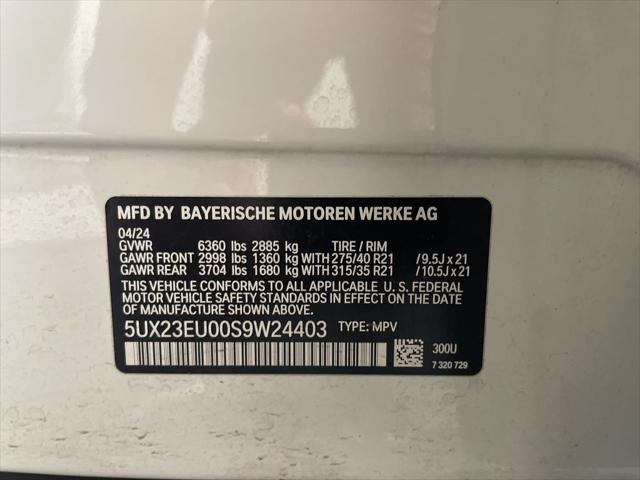 MFD BY BAYERISCHE MOTOREN WERKE AG
04/24
GVWR 6360 lbs 2885 kg TIRE / RIM
GAWR FRONT 2998 lbs 1360 kg WITH 275/40 R21 / 9.5J x 21
GAWR REAR 3704 lbs 1680 kg WITH 315/35 R21 / 10.5J x 21
THIS VEHICLE CONFORMS TO ALL APPLICABLE U. S. FEDERAL
MOTOR VEHICLE SAFETY STANDARDS IN EFFECT ON THE DATE OF
MANUFACTURE SHOWN ABOVE.
5UX23EU00S9W24403 TYPE: MPV
300U
7 320 729